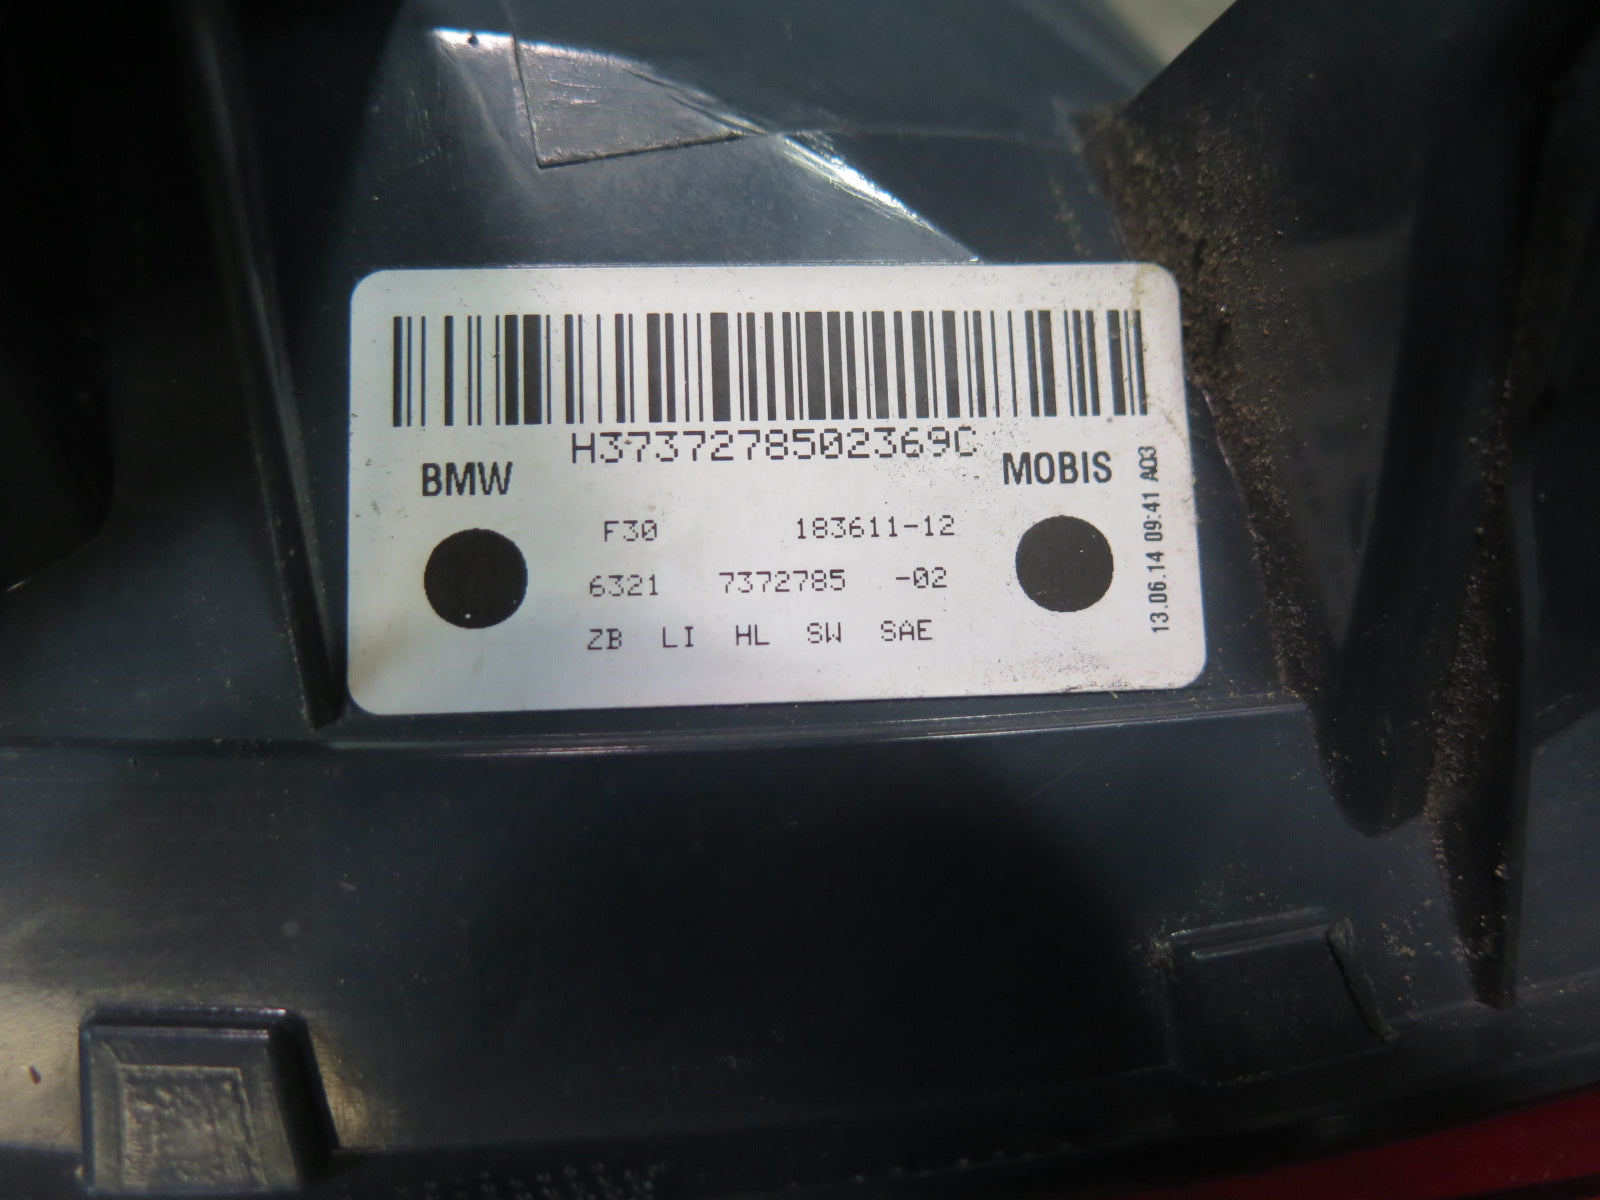 H3737278502369C
BMW
MOBIS
F30 183611-12
6321 7372785 -02
ZB LI HL SW SAE
13.06.14 09:41 A03